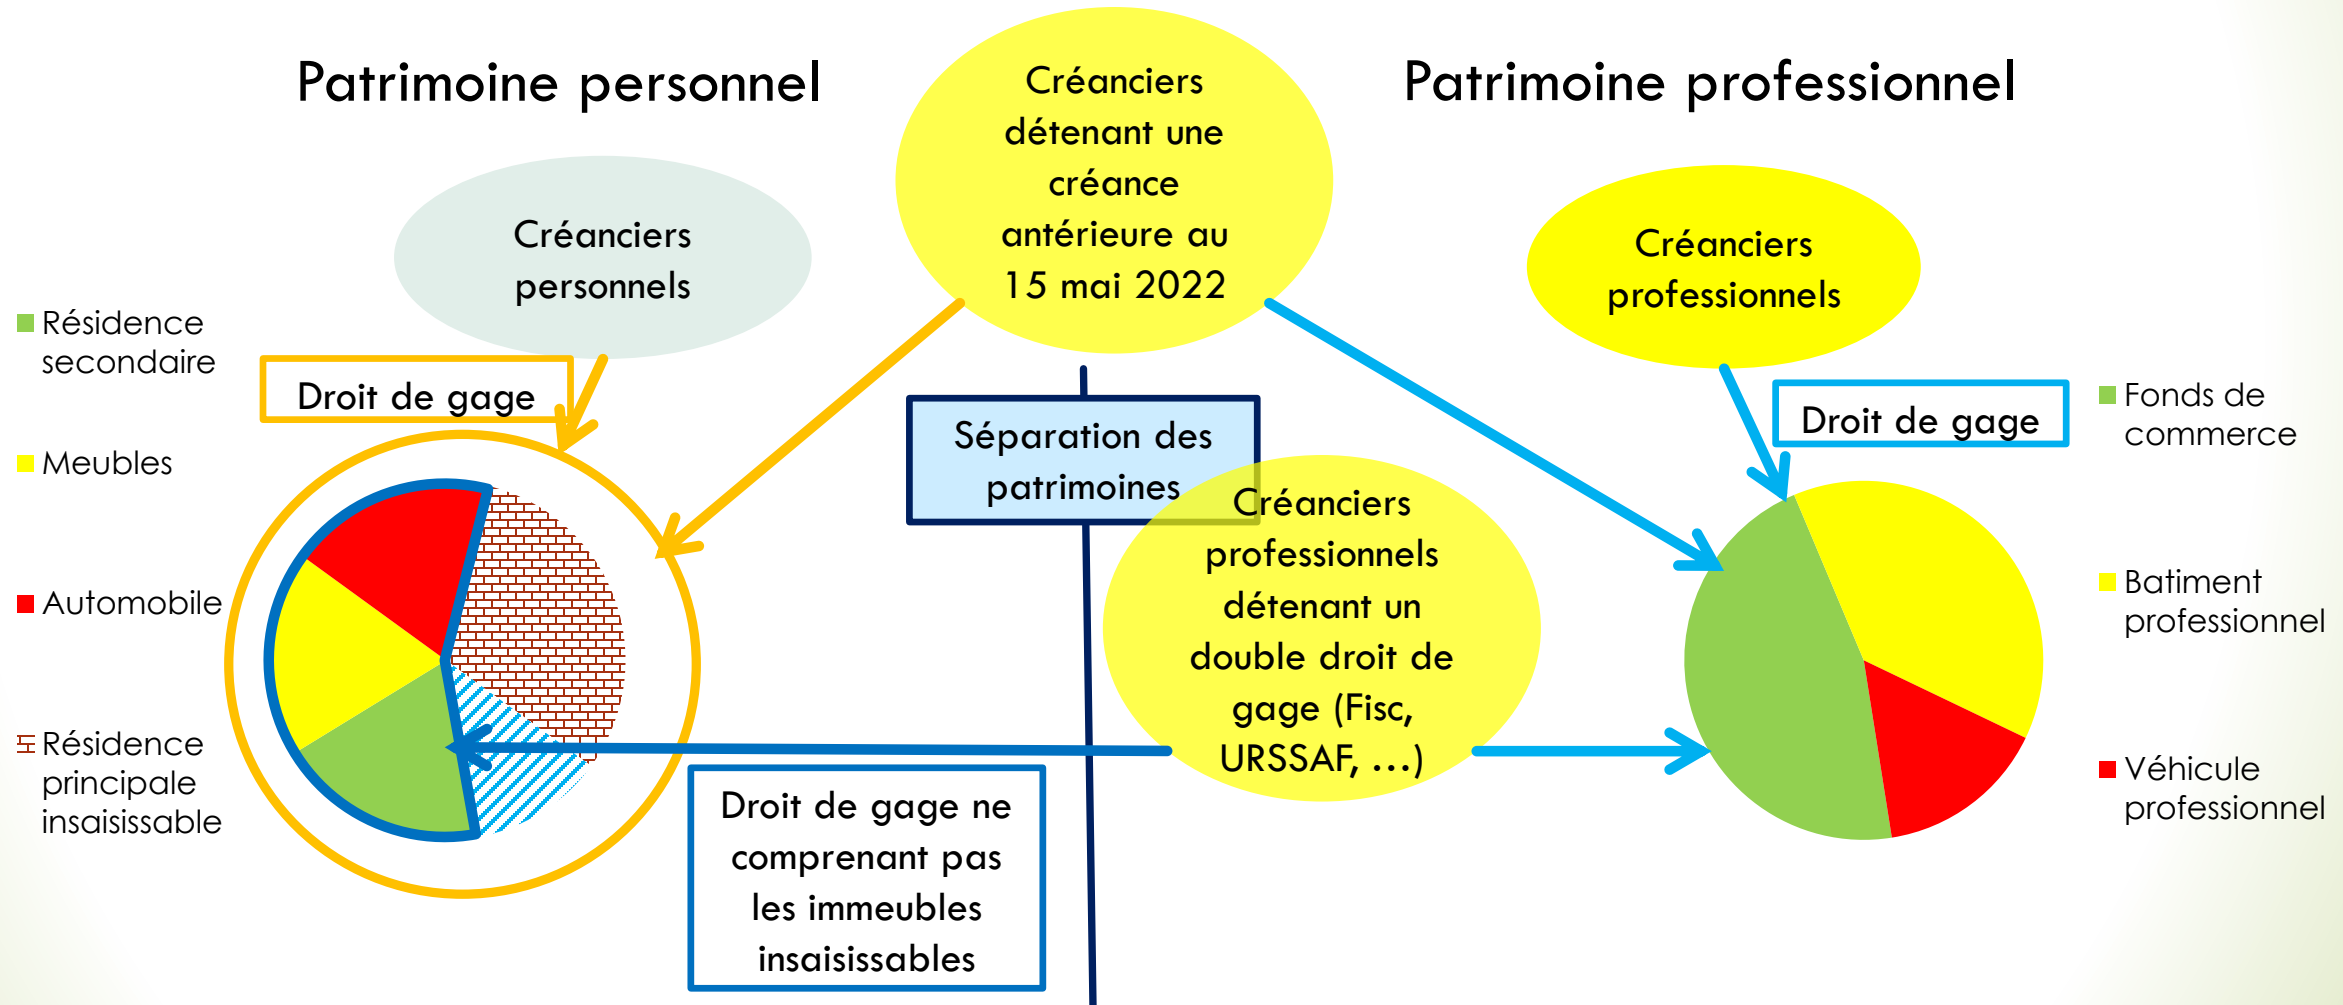 Patrimoine personnel
Créanciers
détenant une
créance
antérieure au
15 mai 2022
Patrimoine professionnel
Créanciers
personnels
Créanciers
professionnels
Résidence
secondaire
Meubles
Automobile
Résidence
principale
insaisissable
Droit de gage
Séparation des
patrimoines
Créanciers
professionnels
détenant un
double droit de
gage (Fisc,
URSSAF, …)
Droit de gage ne
comprenant pas
les immeubles
insaisissables
Droit de gage
Fonds de
commerce
Batiment
professionnel
Véhicule
professionnel